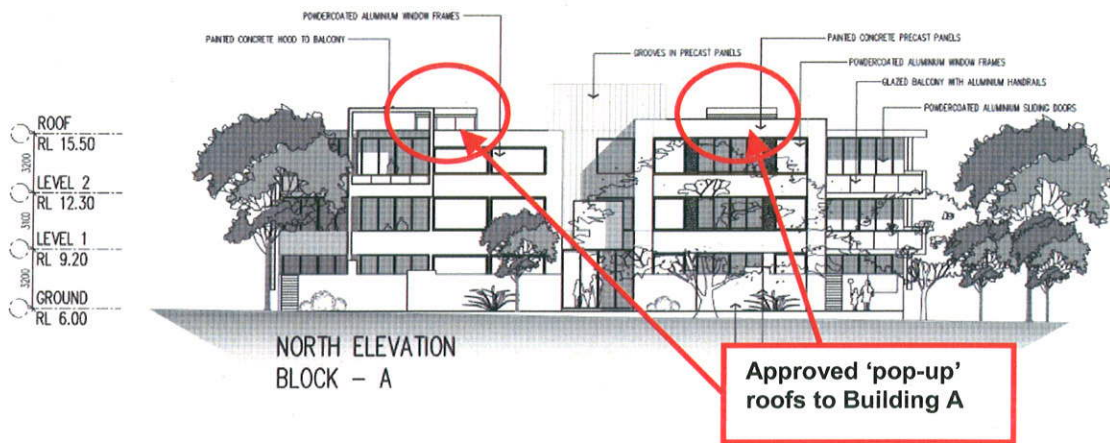 POWDERCOATED ALUMINIUM WINDOW FRAMES
PAINTED CONCRETE HOOD TO BALCONY
GROOVES IN PRECAST PANELS
PAINTED CONCRETE PRECAST PANELS
POWDERCOATED ALUMINIUM WINDOW FRAMES
GLAZED BALCONY WITH ALUMINIUM HANDRAILS
POWDERCOATED ALUMINIUM SLIDING DOORS
ROOF
RL 15.50
3200
LEVEL 2
RL 12.30
3100
LEVEL 1
RL 9.20
3200
GROUND
RL 6.00
NORTH ELEVATION
BLOCK - A
Approved ‘pop-up’
roofs to Building A